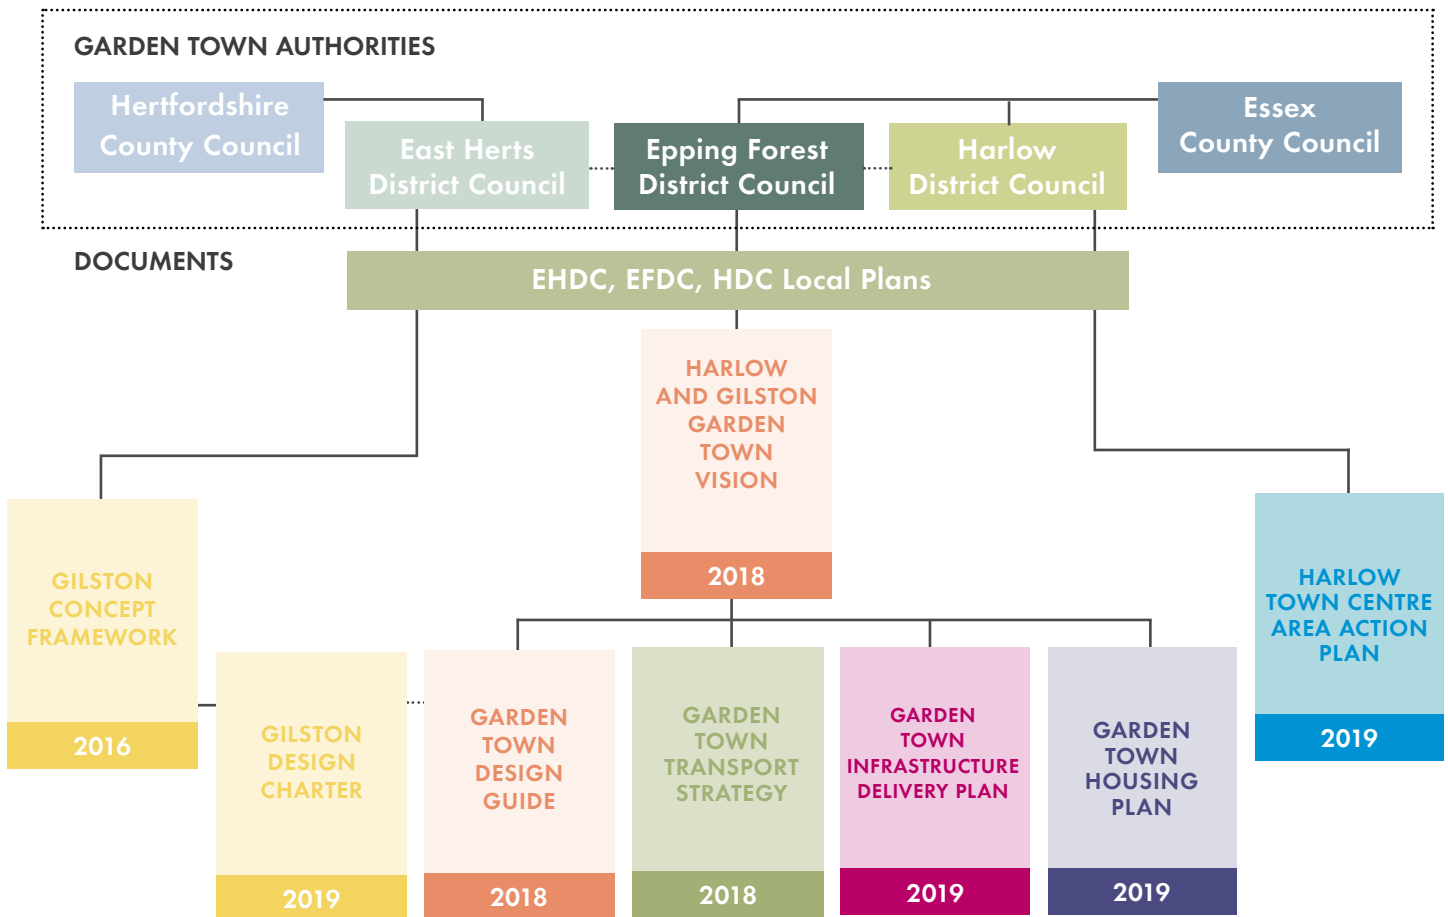 GARDEN TOWN AUTHORITIES
Hertfordshire
County Council
East Herts
District Council
Epping Forest
District Council
Harlow
District Council
Essex
County Council
DOCUMENTS
EHDC, EFDC, HDC Local Plans
HARLOW
AND GILSTON
GARDEN
TOWN
VISION
2018
GILSTON
CONCEPT
FRAMEWORK
2016
GILSTON
DESIGN
CHARTER
2019
GARDEN
TOWN
DESIGN
GUIDE
2018
GARDEN
TOWN
TRANSPORT
STRATEGY
2018
GARDEN
TOWN
INFRASTRUCTURE
DELIVERY PLAN
2019
GARDEN
TOWN
HOUSING
PLAN
2019
HARLOW
TOWN CENTRE
AREA ACTION
PLAN
2019